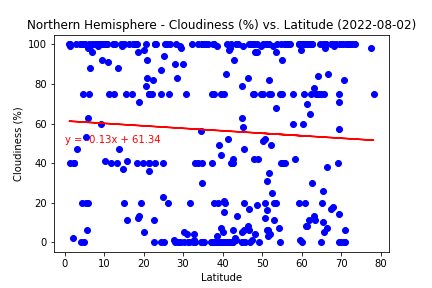 Northern Hemisphere - Cloudiness (%) vs. Latitude (2022-08-02)
100
80
60
40
20
0
Cloudiness (%)
y = -0.13x + 61.34
0 10 20 30 40 50 60 70 80
Latitude